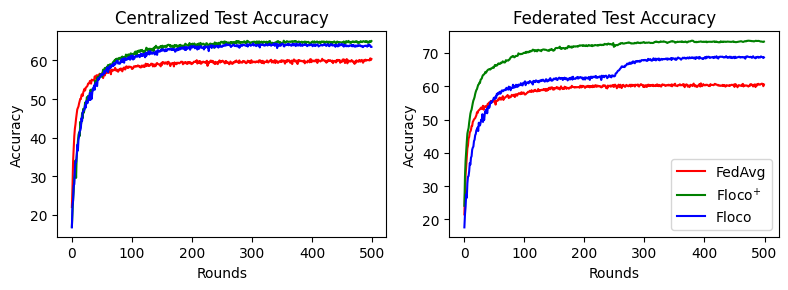 Centralized Test Accuracy
Accuracy
60
50
40
30
20
0
100
200
300
400
500
Rounds
Federated Test Accuracy
Accuracy
70
60
50
40
30
20
0
100
200
300
400
500
Rounds
FedAvg
Floco⁺
Floco